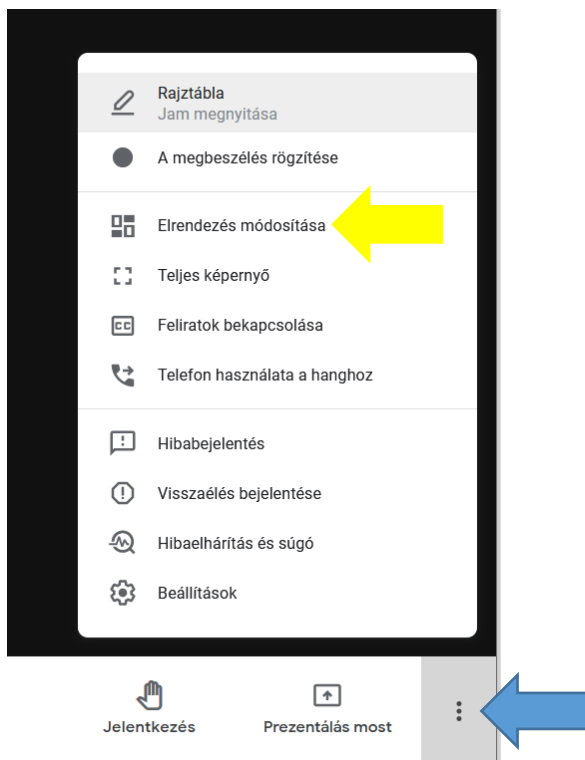 Rajztábla
Jam megnyitása
A megbeszélés rögzítése
Elrendezés módosítása
Teljes képernyő
CC
Feliratok bekapcsolása
Telefon használata a hanghoz
Hibabejelentés
Visszaélés bejelentése
Hibaelhárítás és súgó
Beállítások
Jelentkezés
Prezentálás most